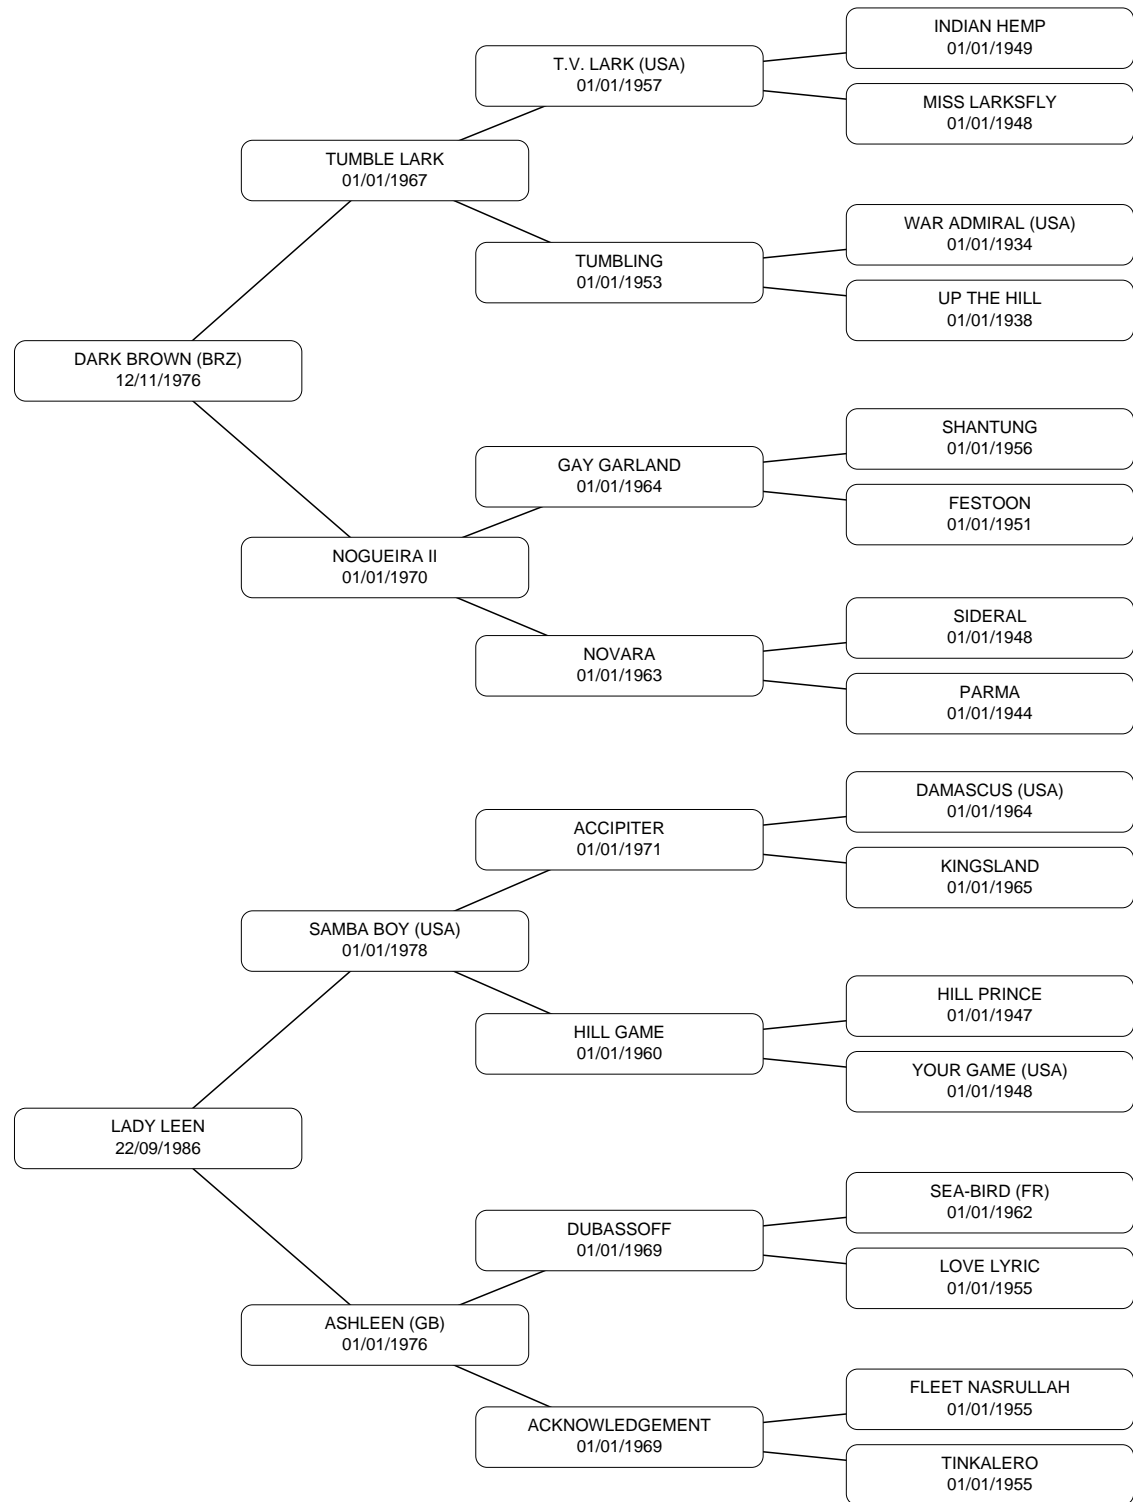 INDIAN HEMP
01/01/1949
T.V. LARK (USA)
01/01/1957
MISS LARKSFLY
01/01/1948
TUMBLE LARK
01/01/1967
WAR ADMIRAL (USA)
01/01/1934
TUMBLING
01/01/1953
UP THE HILL
01/01/1938
DARK BROWN (BRZ)
12/11/1976
SHANTUNG
01/01/1956
GAY GARLAND
01/01/1964
FESTOON
01/01/1951
NOGUEIRA II
01/01/1970
SIDERAL
01/01/1948
NOVARA
01/01/1963
PARMA
01/01/1944
DAMASCUS (USA)
01/01/1964
ACCIPITER
01/01/1971
KINGSLAND
01/01/1965
SAMBA BOY (USA)
01/01/1978
HILL PRINCE
01/01/1947
HILL GAME
01/01/1960
YOUR GAME (USA)
01/01/1948
LADY LEEN
22/09/1986
SEA-BIRD (FR)
01/01/1962
DUBASSOFF
01/01/1969
LOVE LYRIC
01/01/1955
ASHLEEN (GB)
01/01/1976
FLEET NASRULLAH
01/01/1955
ACKNOWLEDGEMENT
01/01/1969
TINKALERO
01/01/1955